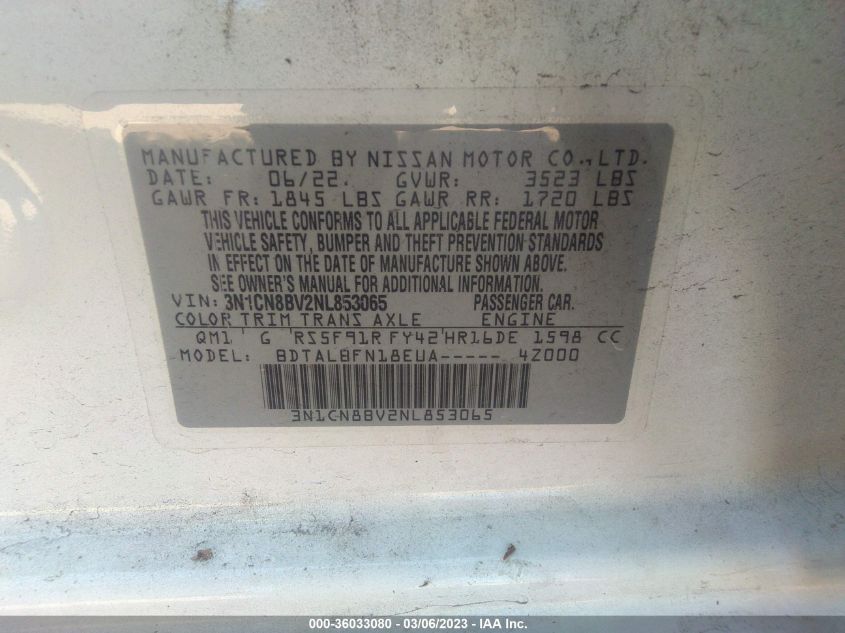 MANUFACTURED BY NISSAN MOTOR CO., LTD.
DATE: 06/22. GVWR: 3523 LBS
GAWR FR: 1845 LBS GAWR RR: 1720 LBS
THIS VEHICLE CONFORMS TO ALL APPLICABLE FEDERAL MOTOR
VEHICLE SAFETY, BUMPER AND THEFT PREVENTION STANDARDS
IN EFFECT ON THE DATE OF MANUFACTURE SHOWN ABOVE.
SEE OWNER'S MANUAL FOR ADDITIONAL INFORMATION.
VIN: 3N1CN8BV2NL853065 PASSENGER CAR.
COLOR TRIM TRANS AXLE ENGINE
QM1 G RS5F91R FY42 HR16DE 1598 CC
MODEL: BDTALBFN18EUA----- 4Z000
3N1CN8BV2NL853065
000-36033080 - 03/06/2023 - IAA Inc.